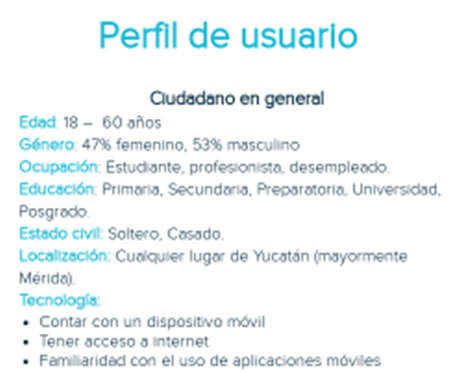 Perfil de usuario
Ciudadano en general
Edad: 18 – 60 años
Género: 47% femenino, 53% masculino
Ocupación: Estudiante, profesionista, desempleado.
Educación: Primaria, Secundaria, Preparatoria, Universidad,
Posgrado.
Estado civil: Soltero, Casado.
Localización: Cualquier lugar de Yucatán (mayormente
Mérida).
Tecnología:
• Contar con un dispositivo móvil
• Tener acceso a internet
• Familiaridad con el uso de aplicaciones móviles